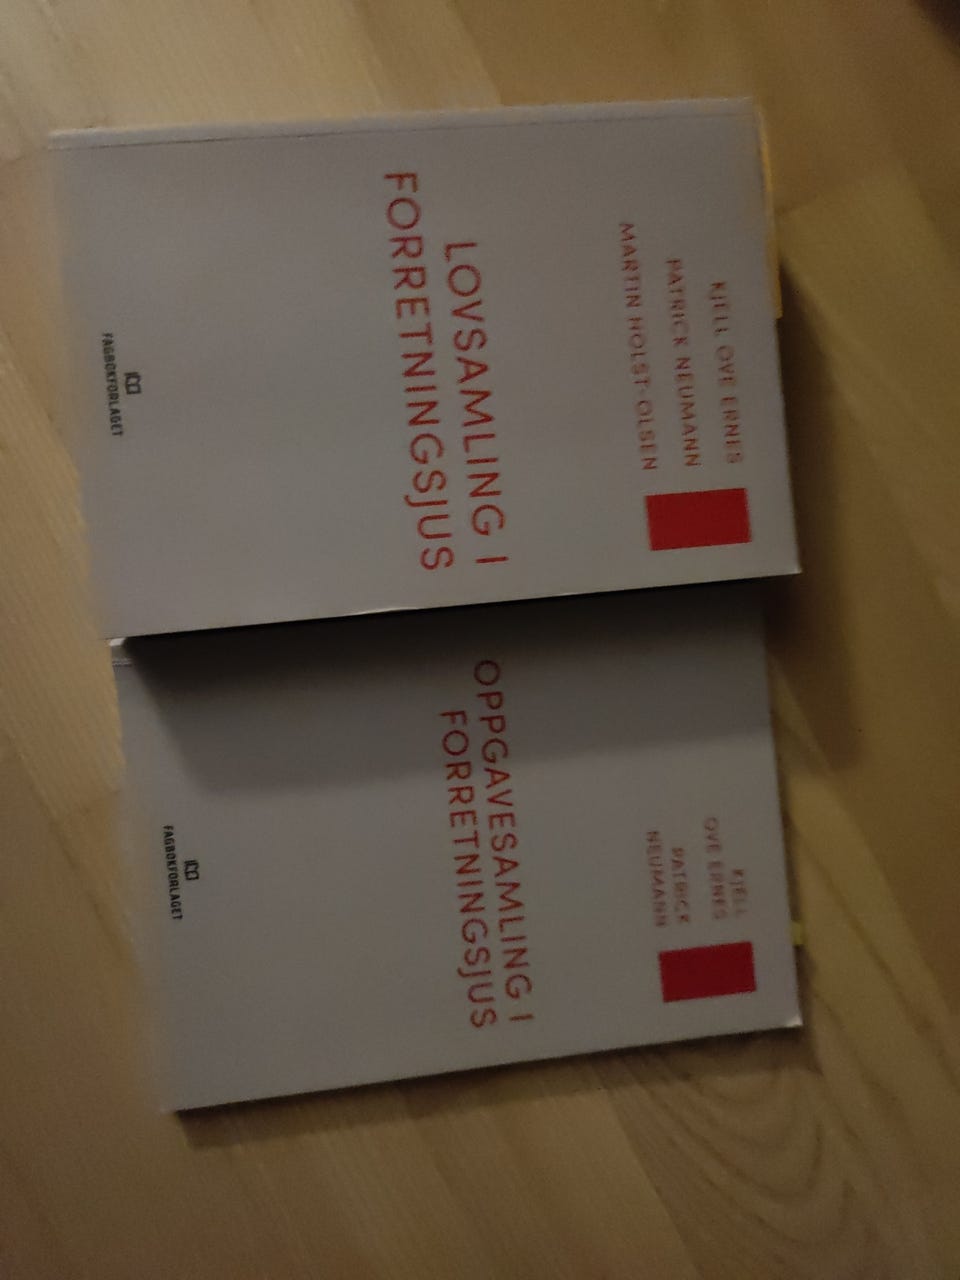 KJELL OVE ERNES
PATRICK NEUMANN
MARTIN HOLST-OLSEN
LOVSAMLING I
FORRETNINGSJUS
FAGBOKFORLAGET
KJELL
OVE ERNES
PATRICK
NEUMANN
OPPGAVESAMLING I
FORRETNINGSJUS
FAGBOKFORLAGET